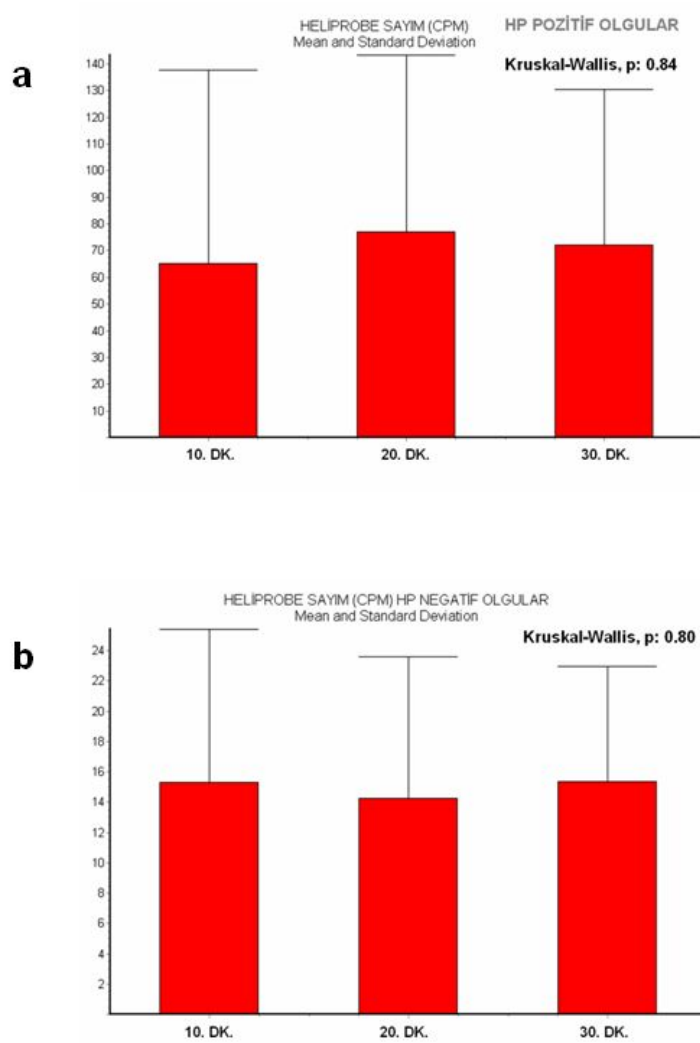 a
HELİPROBE SAYIM (CPM)
Mean and Standard Deviation
HP POZİTİF OLGULAR
Kruskal-Wallis, p: 0.84
140
130
120
110
100
90
80
70
60
50
40
30
20
10
10. DK. 20. DK. 30. DK.
b
HELİPROBE SAYIM (CPM) HP NEGATİF OLGULAR
Mean and Standard Deviation
Kruskal-Wallis, p: 0.80
24
22
20
18
16
14
12
10
8
6
4
2
10. DK. 20. DK. 30. DK.